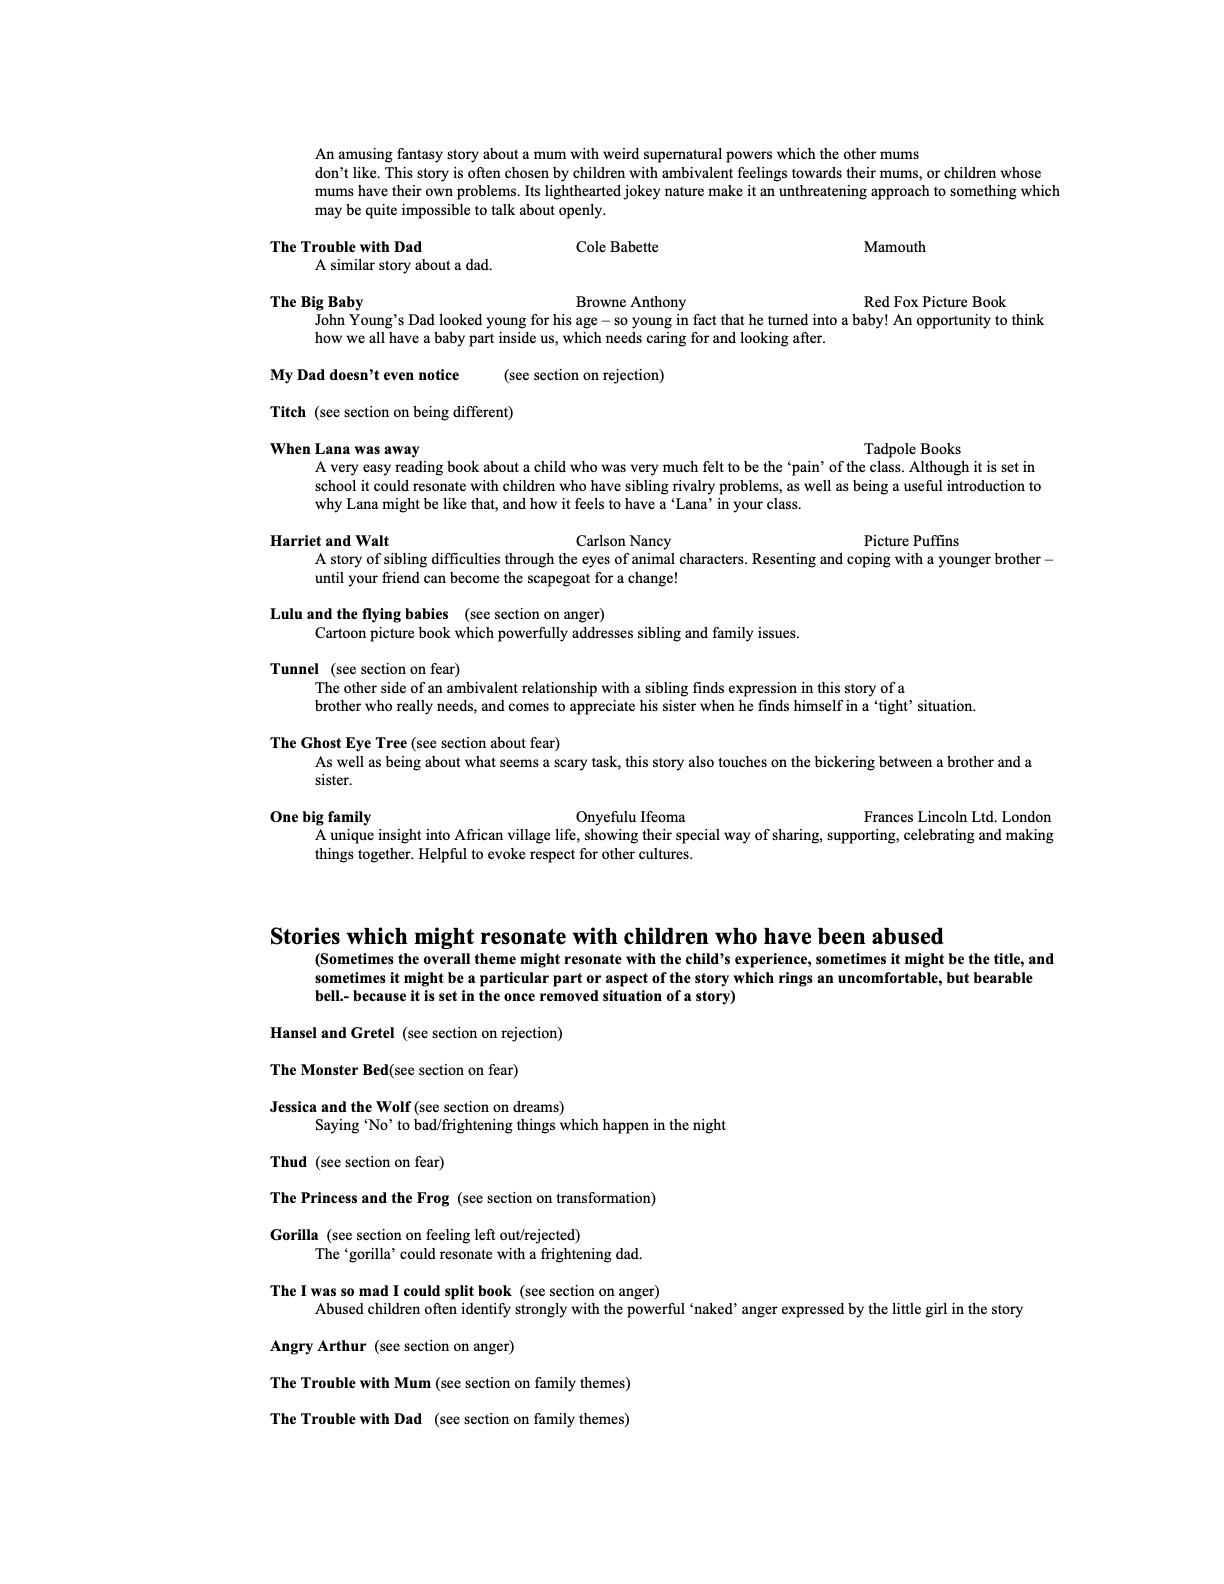 An amusing fantasy story about a mum with weird supernatural powers which the other mums
don’t like. This story is often chosen by children with ambivalent feelings towards their mums, or children whose
mums have their own problems. Its lighthearted jokey nature make it an unthreatening approach to something which
may be quite impossible to talk about openly.
The Trouble with Dad Cole Babette Mamouth
A similar story about a dad.
The Big Baby Browne Anthony Red Fox Picture Book
John Young’s Dad looked young for his age – so young in fact that he turned into a baby! An opportunity to think
how we all have a baby part inside us, which needs caring for and looking after.
My Dad doesn’t even notice (see section on rejection)
Titch (see section on being different)
When Lana was away Tadpole Books
A very easy reading book about a child who was very much felt to be the ‘pain’ of the class. Although it is set in
school it could resonate with children who have sibling rivalry problems, as well as being a useful introduction to
why Lana might be like that, and how it feels to have a ‘Lana’ in your class.
Harriet and Walt Carlson Nancy Picture Puffins
A story of sibling difficulties through the eyes of animal characters. Resenting and coping with a younger brother –
until your friend can become the scapegoat for a change!
Lulu and the flying babies (see section on anger)
Cartoon picture book which powerfully addresses sibling and family issues.
Tunnel (see section on fear)
The other side of an ambivalent relationship with a sibling finds expression in this story of a
brother who really needs, and comes to appreciate his sister when he finds himself in a ‘tight’ situation.
The Ghost Eye Tree (see section about fear)
As well as being about what seems a scary task, this story also touches on the bickering between a brother and a
sister.
One big family Onyefulu Ifeoma Frances Lincoln Ltd. London
A unique insight into African village life, showing their special way of sharing, supporting, celebrating and making
things together. Helpful to evoke respect for other cultures.
Stories which might resonate with children who have been abused
(Sometimes the overall theme might resonate with the child’s experience, sometimes it might be the title, and
sometimes it might be a particular part or aspect of the story which rings an uncomfortable, but bearable
bell.- because it is set in the once removed situation of a story)
Hansel and Gretel (see section on rejection)
The Monster Bed(see section on fear)
Jessica and the Wolf (see section on dreams)
Saying ‘No’ to bad/frightening things which happen in the night
Thud (see section on fear)
The Princess and the Frog (see section on transformation)
Gorilla (see section on feeling left out/rejected)
The ‘gorilla’ could resonate with a frightening dad.
The I was so mad I could split book (see section on anger)
Abused children often identify strongly with the powerful ‘naked’ anger expressed by the little girl in the story
Angry Arthur (see section on anger)
The Trouble with Mum (see section on family themes)
The Trouble with Dad (see section on family themes)